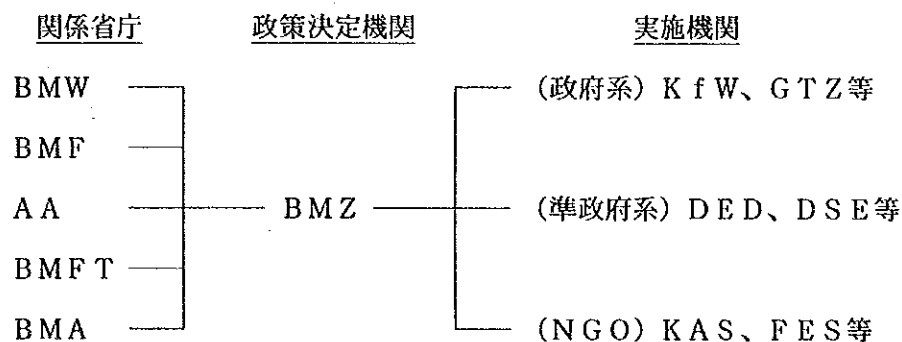 関係省庁 政策決定機関 実施機関
BMW (政府系) KfW、GTZ等
BMF
AA BMZ (準政府系) DED、DSE等
BMFT
BMA (NGO) KAS、FES等